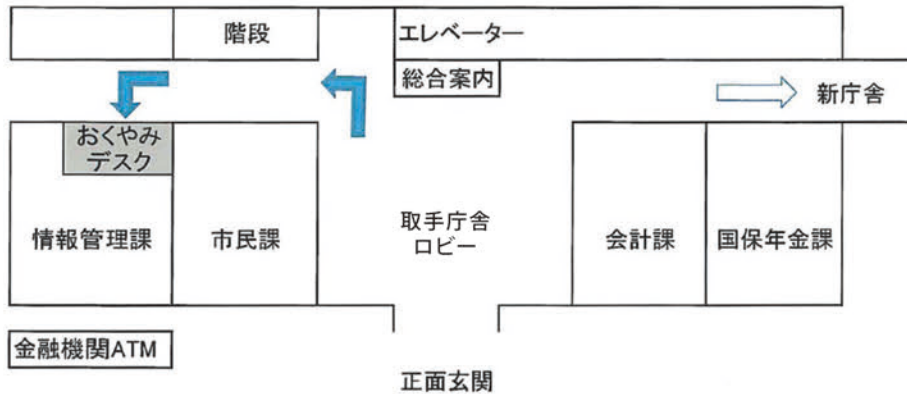 階段
エレベーター
総合案内
新庁舎
おくやみ
デスク
情報管理課
市民課
取手庁舎
ロビー
会計課
国保年金課
金融機関ATM
正面玄関